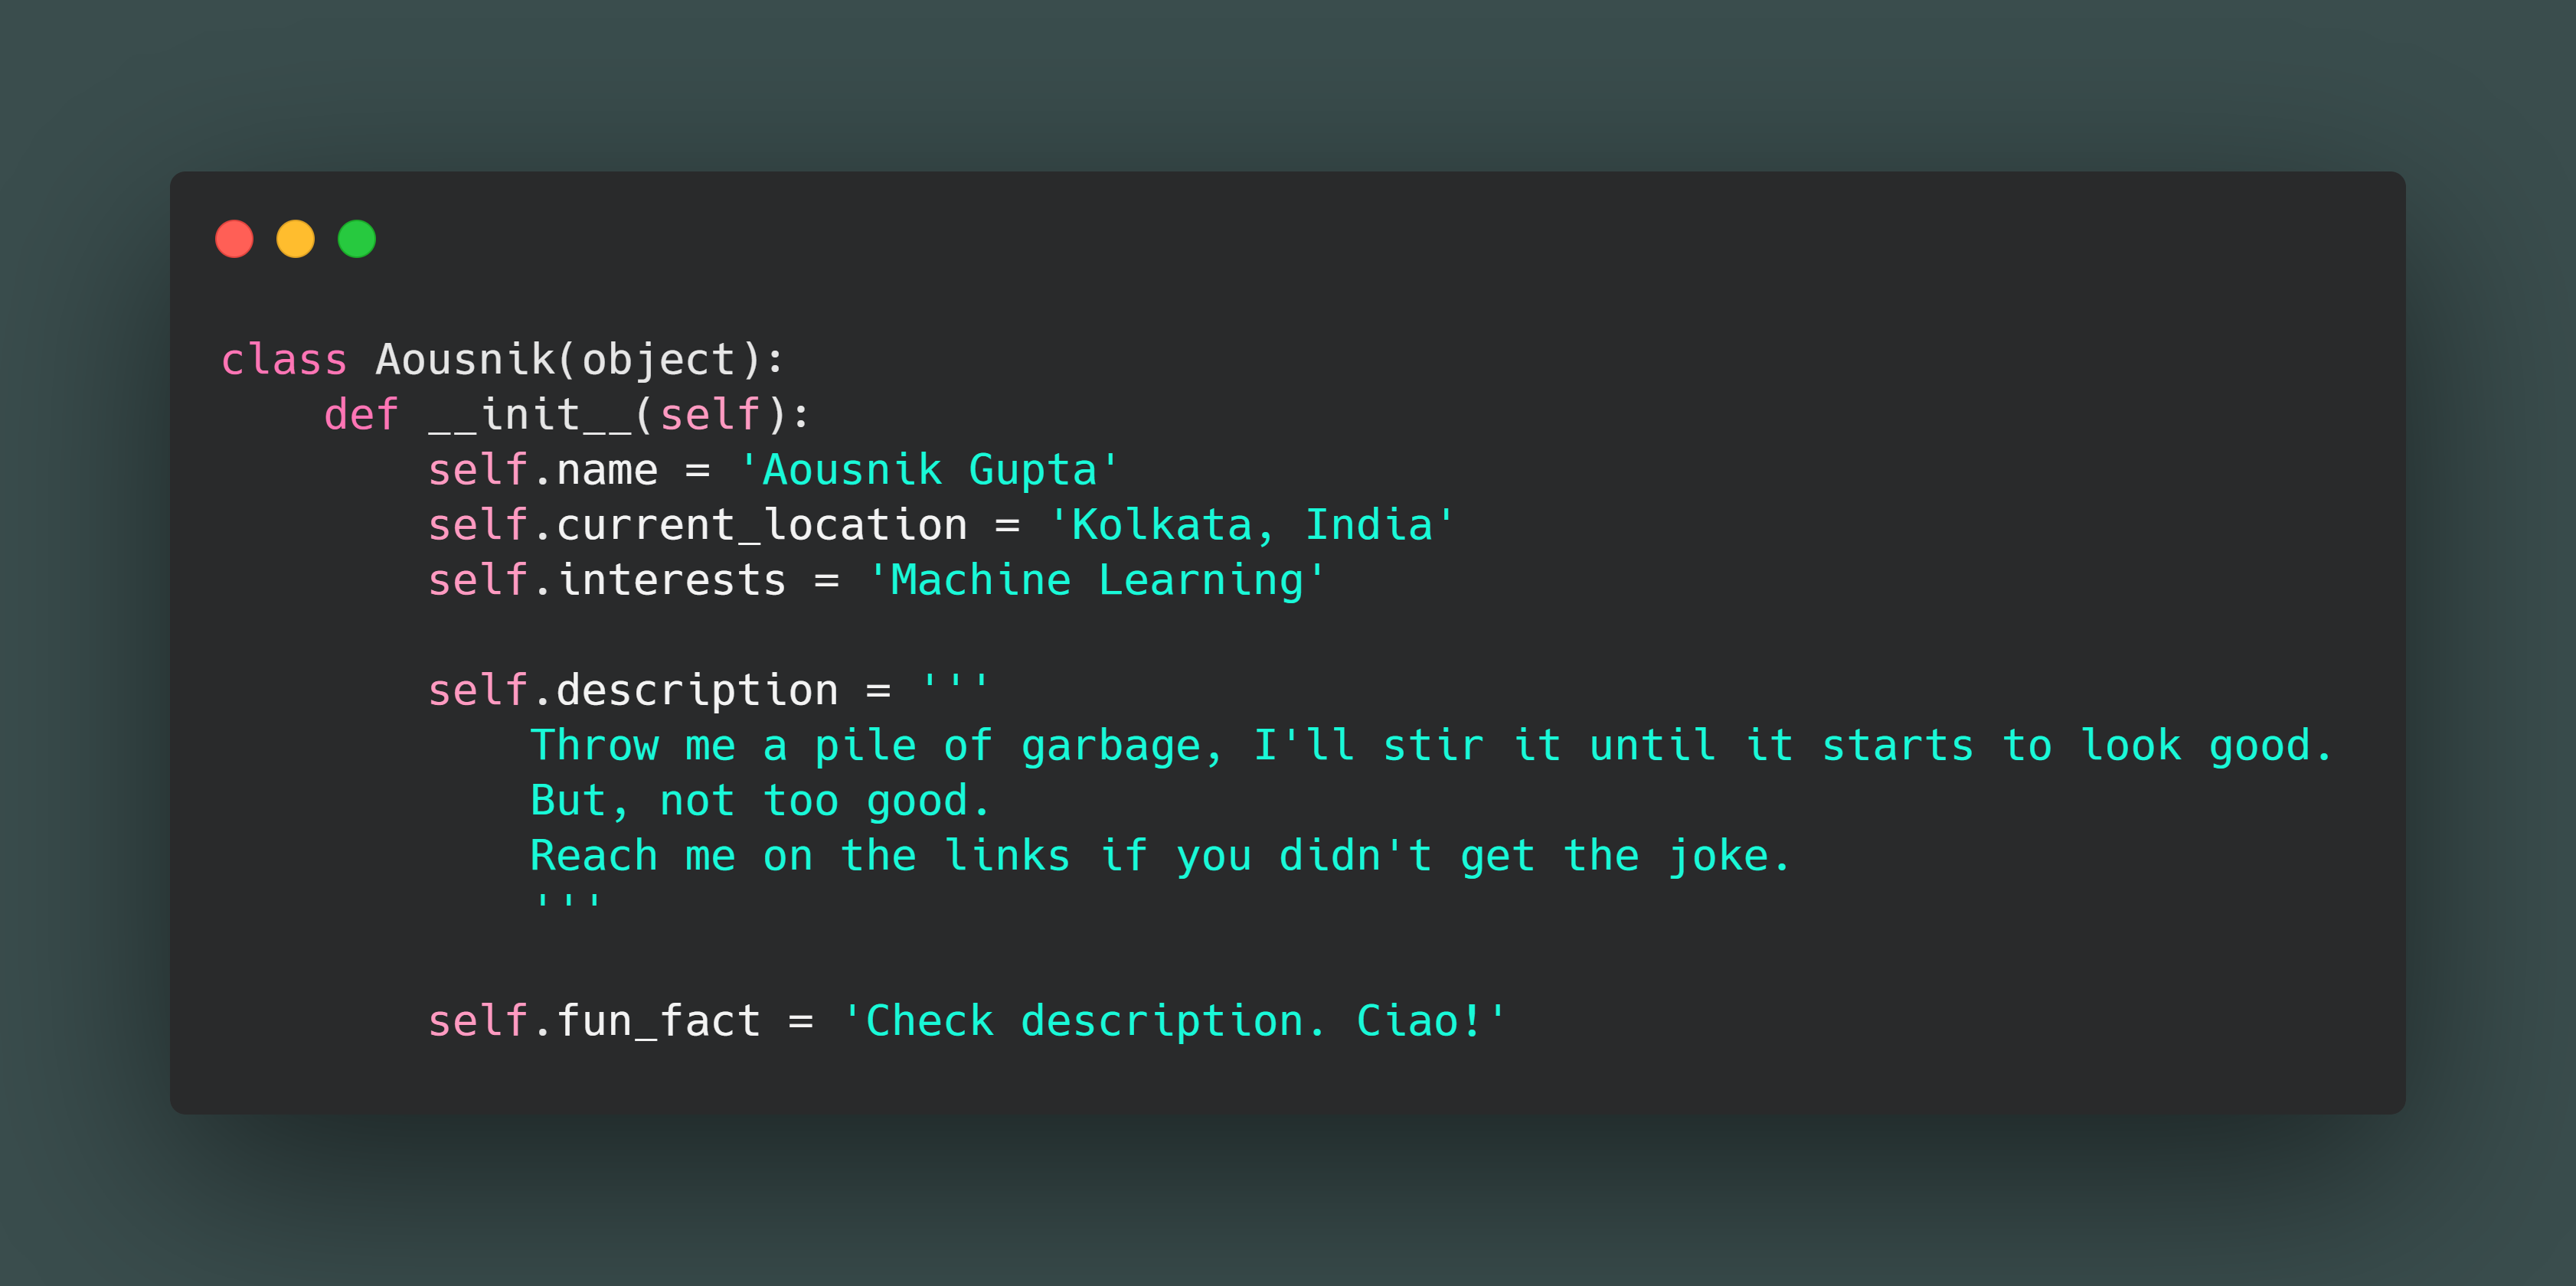 class Aousnik(object):
    def __init__(self):
        self.name = 'Aousnik Gupta'
        self.current_location = 'Kolkata, India'
        self.interests = 'Machine Learning'

        self.description = '''
            Throw me a pile of garbage, I'll stir it until it starts to look good.
            But, not too good.
            Reach me on the links if you didn't get the joke.
            '''

        self.fun_fact = 'Check description. Ciao!'